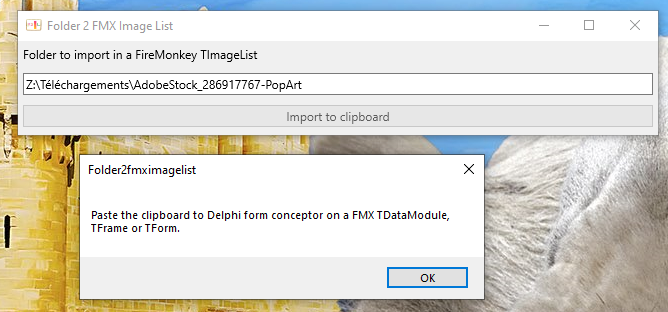 Folder 2 FMX Image List
Folder to import in a FireMonkey TImageList
Z:\Téléchargements\AdobeStock_286917767-PopArt
Import to clipboard
Folder2fmximagelist
Paste the clipboard to Delphi form conceptor on a FMX TDataModule,
TFrame or TForm.
OK